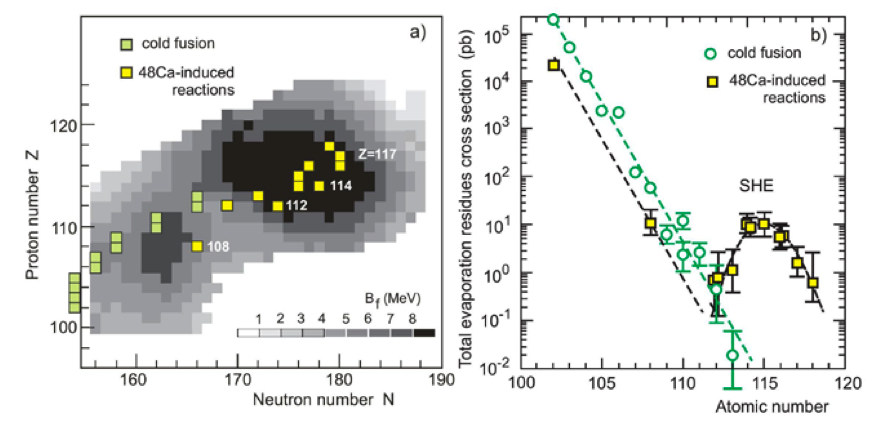 a)
cold fusion
48Ca-induced
reactions
120
110
100
Proton number Z
Z=117
114
112
108
Bf (MeV)
1 2 3 4 5 6 7 8
160 170 180 190
Neutron number N
b)
cold fusion
48Ca-induced
reactions
SHE
10^5
10^4
10^3
10^2
10^1
10^0
10^-1
10^-2
Total evaporation residues cross section (pb)
100 105 110 115 120
Atomic number